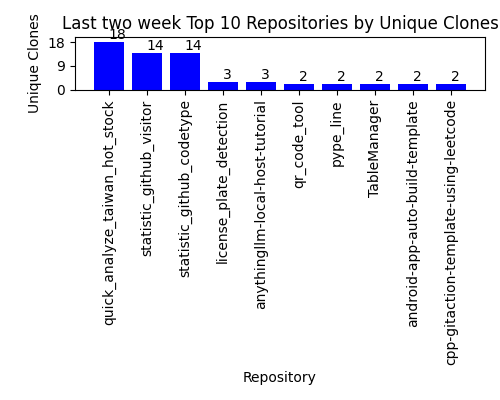 Last two week Top 10 Repositories by Unique Clones
Unique Clones
18
9
0
18
14
14
3
3
2
2
2
2
2
quick_analyze_taiwan_hot_stock
statistic_github_visitor
statistic_github_codetype
license_plate_detection
anythingllm-local-host-tutorial
qr_code_tool
pype_line
TableManager
android-app-auto-build-template
cpp-gitaction-template-using-leetcode
Repository